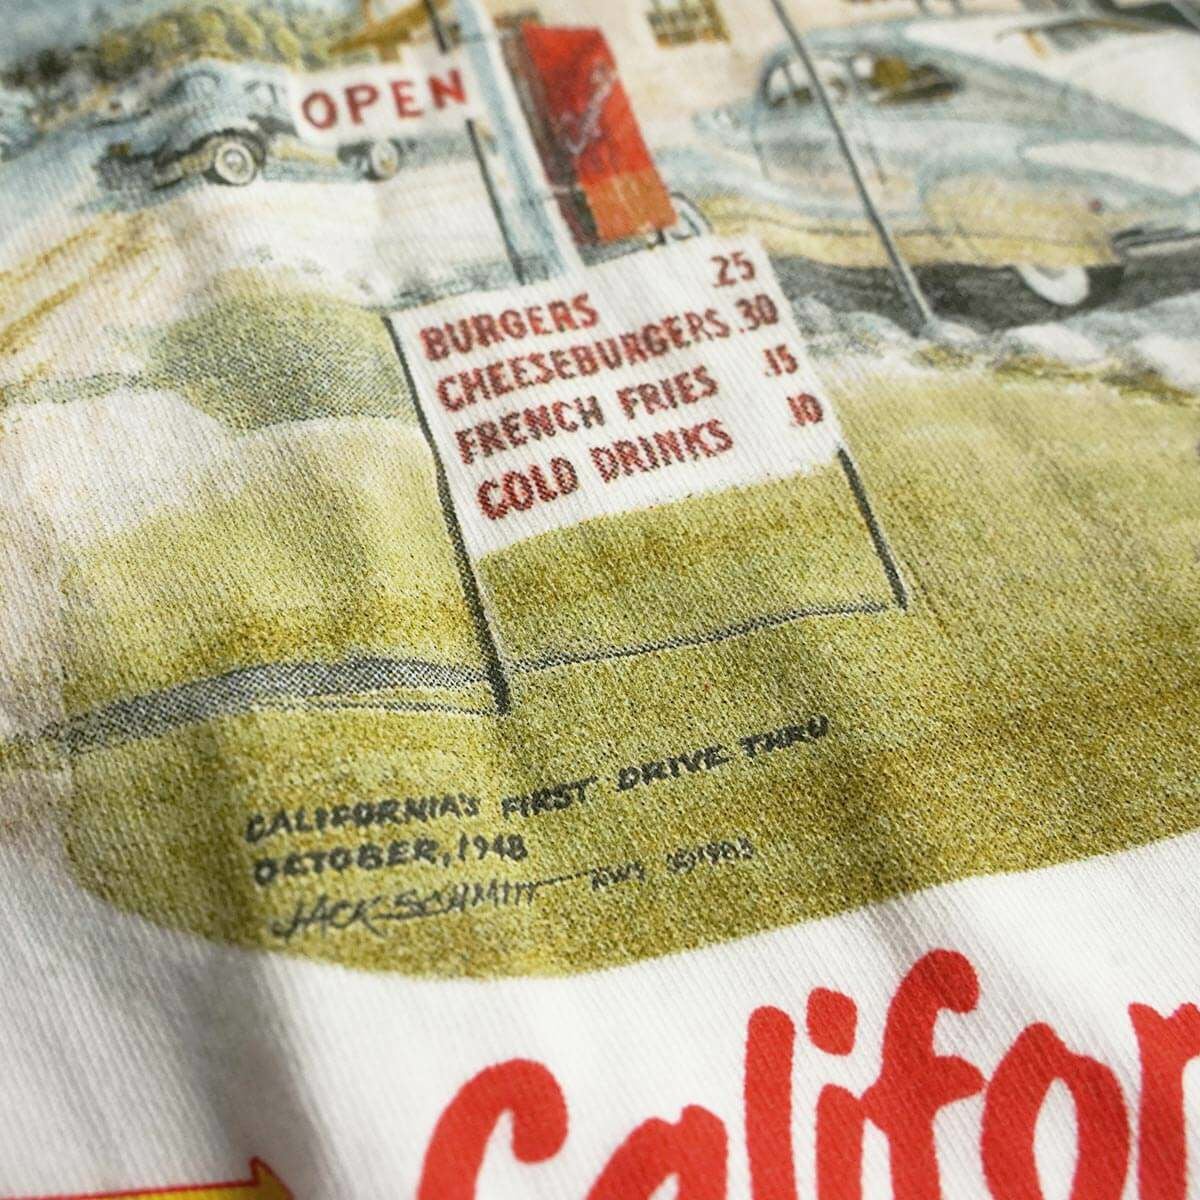 OPEN
BURGERS .25
CHEESEBURGERS .30
FRENCH FRIES .15
COLD DRINKS .10
CALIFORNIA'S FIRST DRIVE THRU
OCTOBER, 1948
JACK SCHMITT
Califor